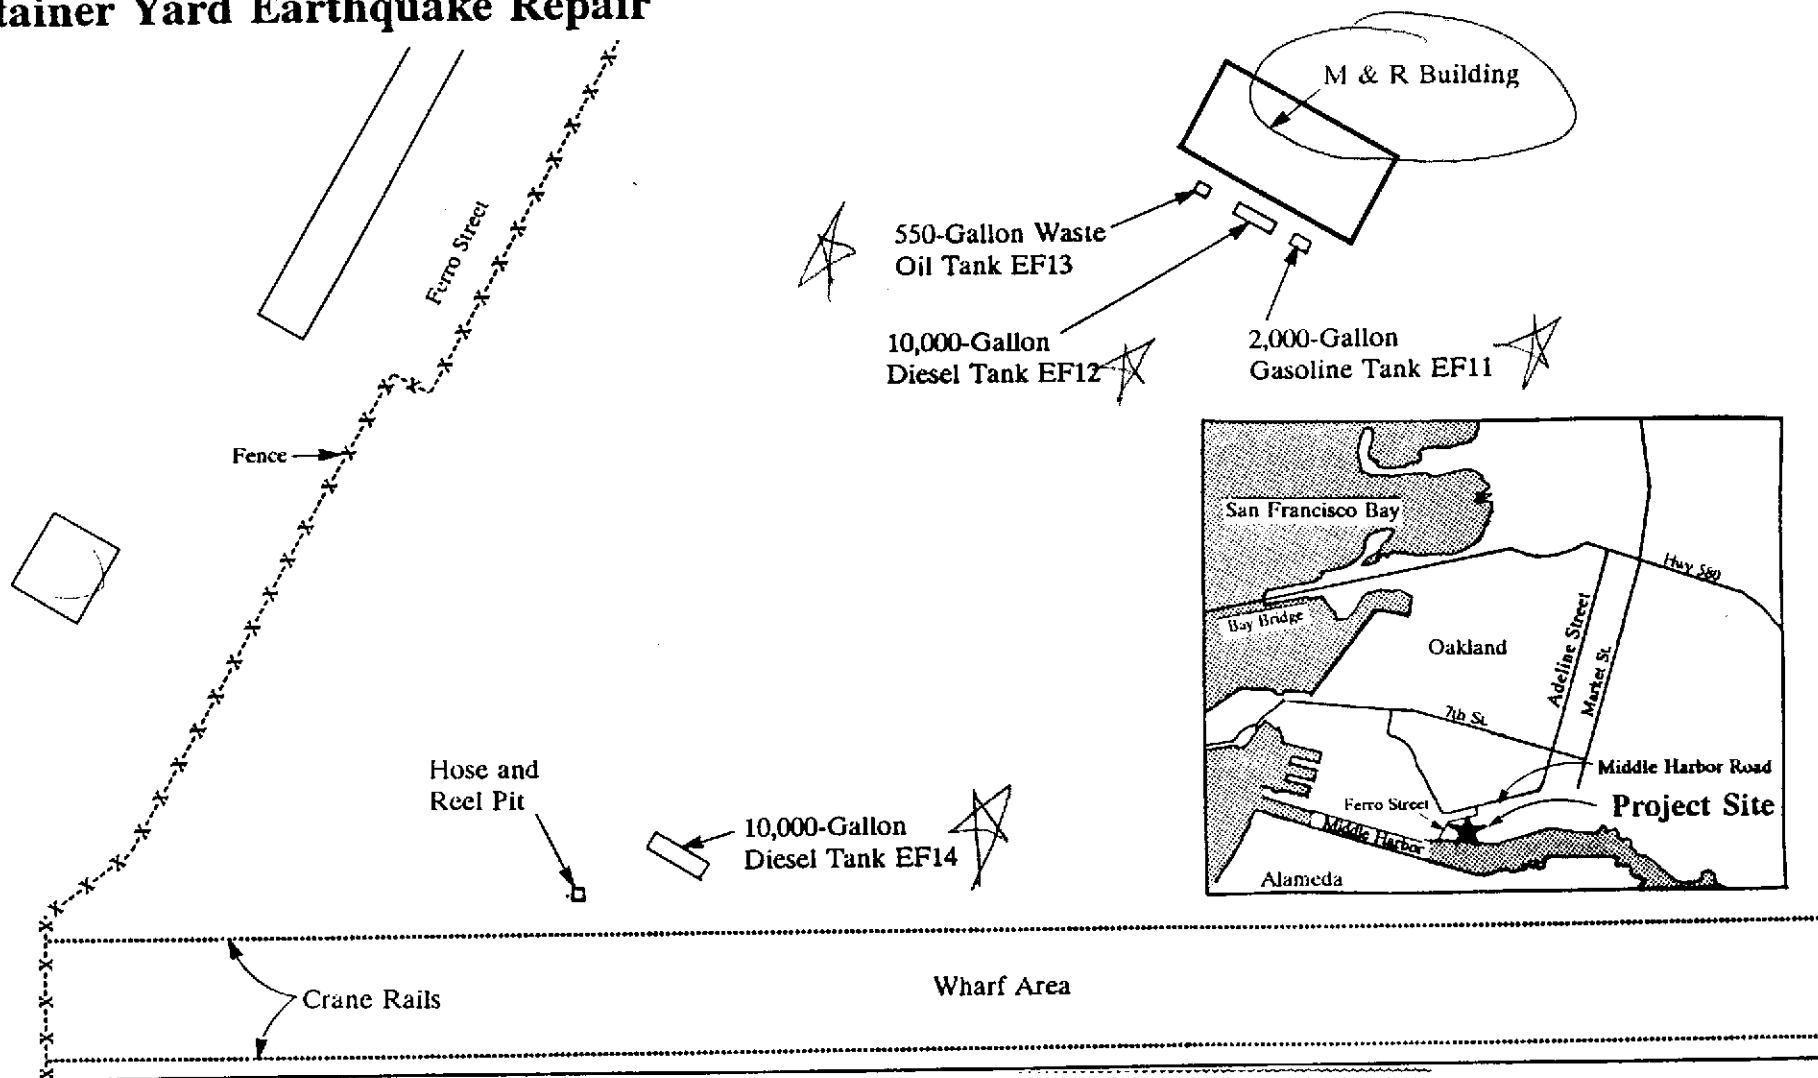 tainer Yard Earthquake Repair
M & R Building
Ferro Street
550-Gallon Waste
Oil Tank EF13
10,000-Gallon
Diesel Tank EF12
2,000-Gallon
Gasoline Tank EF11
Fence
San Francisco Bay
Hwy 580
Bay Bridge
Oakland
Adeline Street
Market St.
7th St.
Middle Harbor Road
Ferro Street
Project Site
Middle Harbor
Alameda
Hose and
Reel Pit
10,000-Gallon
Diesel Tank EF14
Crane Rails
Wharf Area